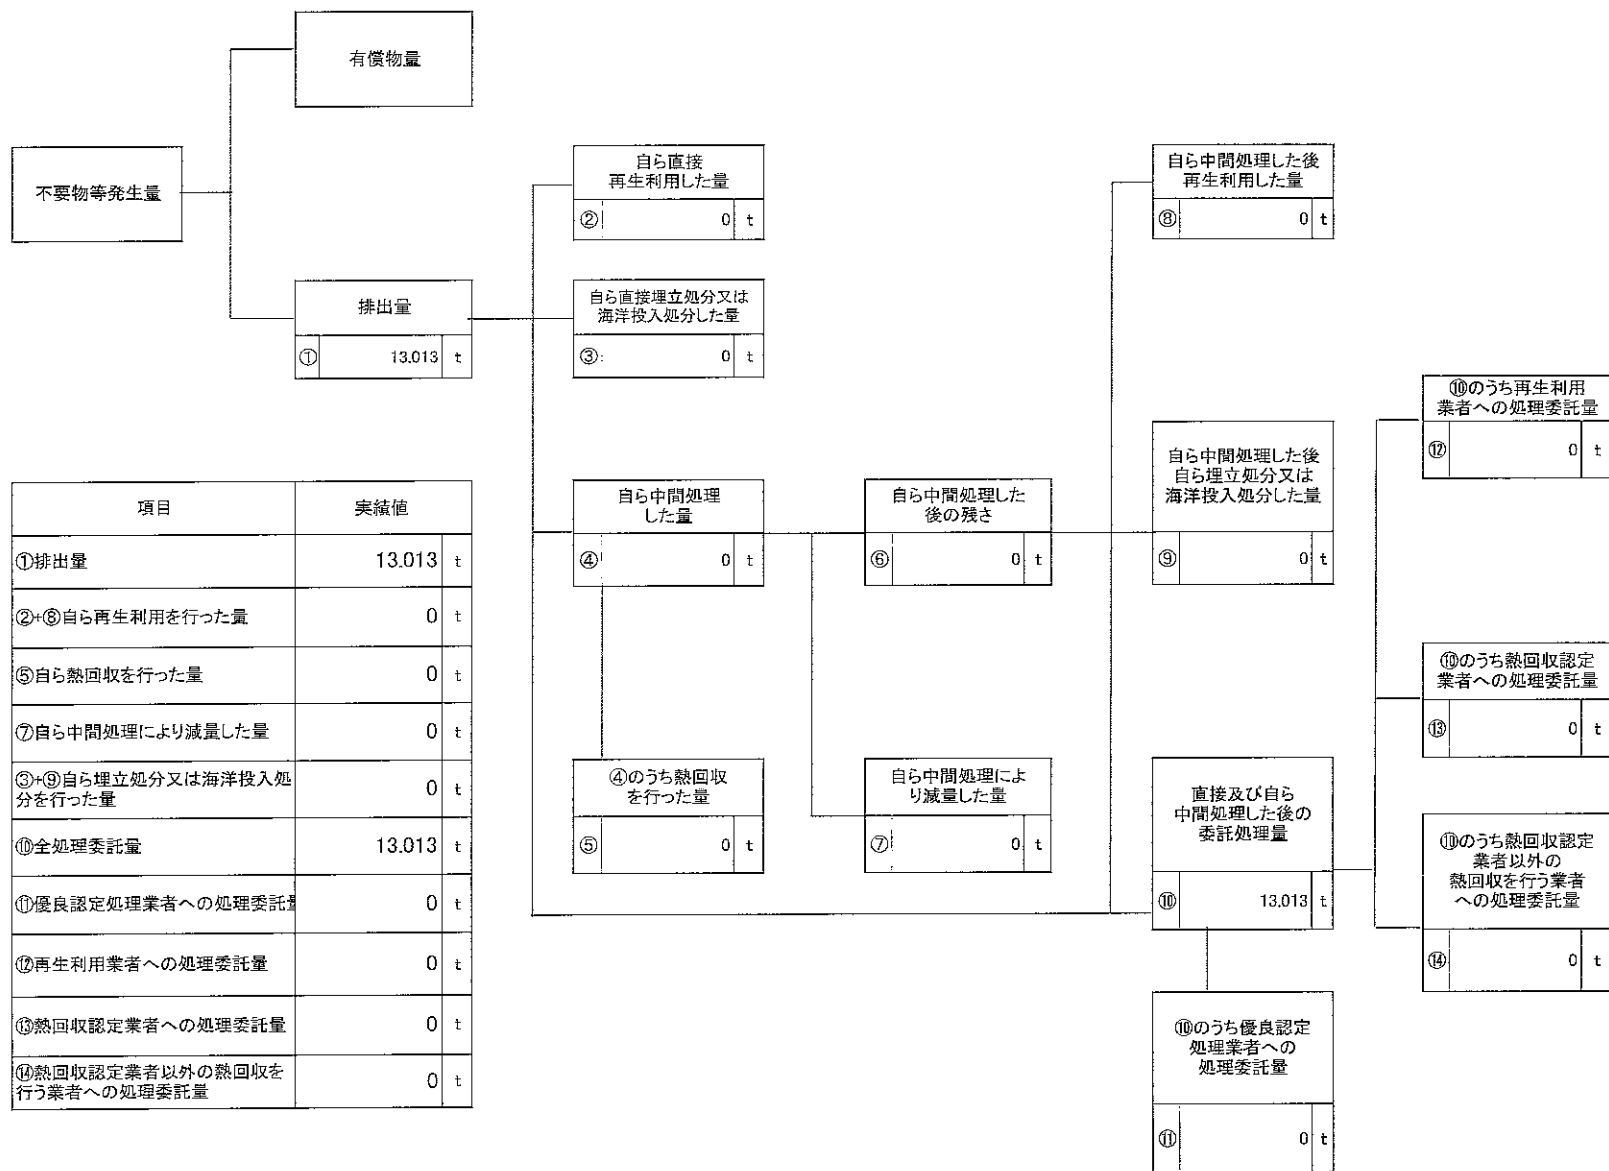 有償物量
不要物等発生量
排出量
① 13.013 t
自ら直接
再生利用した量
② 0 t
自ら直接埋立処分又は
海洋投入処分した量
③ 0 t
自ら中間処理
した量
④ 0 t
④のうち熱回収
を行った量
⑤ 0 t
自ら中間処理した
後の残さ
⑥ 0 t
自ら中間処理によ
り減量した量
⑦ 0 t
自ら中間処理した後
再生利用した量
⑧ 0 t
自ら中間処理した後
自ら埋立処分又は
海洋投入処分した量
⑨ 0 t
直接及び自ら
中間処理した後の
委託処理量
⑩ 13.013 t
⑩のうち優良認定
処理業者への
処理委託量
⑪ 0 t
⑩のうち再生利用
業者への処理委託量
⑫ 0 t
⑩のうち熱回収認定
業者への処理委託量
⑬ 0 t
⑩のうち熱回収認定
業者以外の
熱回収を行う業者
への処理委託量
⑭ 0 t
項目 実績値
①排出量 13.013 t
②+⑧自ら再生利用を行った量 0 t
⑤自ら熱回収を行った量 0 t
⑦自ら中間処理により減量した量 0 t
③+⑨自ら埋立処分又は海洋投入処
分を行った量 0 t
⑩全処理委託量 13.013 t
⑪優良認定処理業者への処理委託量 0 t
⑫再生利用業者への処理委託量 0 t
⑬熱回収認定業者への処理委託量 0 t
⑭熱回収認定業者以外の熱回収を
行う業者への処理委託量 0 t